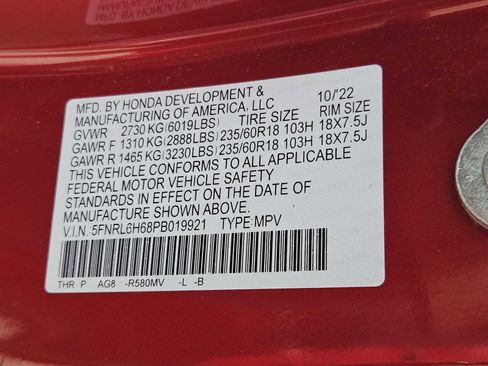 MFD. BY HONDA DEVELOPMENT &
MANUFACTURING OF AMERICA, LLC 10/'22
GVWR 2730 KG(6019LBS) TIRE SIZE RIM SIZE
GAWR F 1310 KG(2888LBS) 235/60R18 103H 18X7.5J
GAWR R 1465 KG(3230LBS) 235/60R18 103H 18X7.5J
THIS VEHICLE CONFORMS TO ALL APPLICABLE
FEDERAL MOTOR VEHICLE SAFETY
STANDARDS IN EFFECT ON THE DATE OF
MANUFACTURE SHOWN ABOVE.
V.I.N. 5FNRL6H68PB019921 TYPE:MPV
THR P AG8 -R580MV -L -B